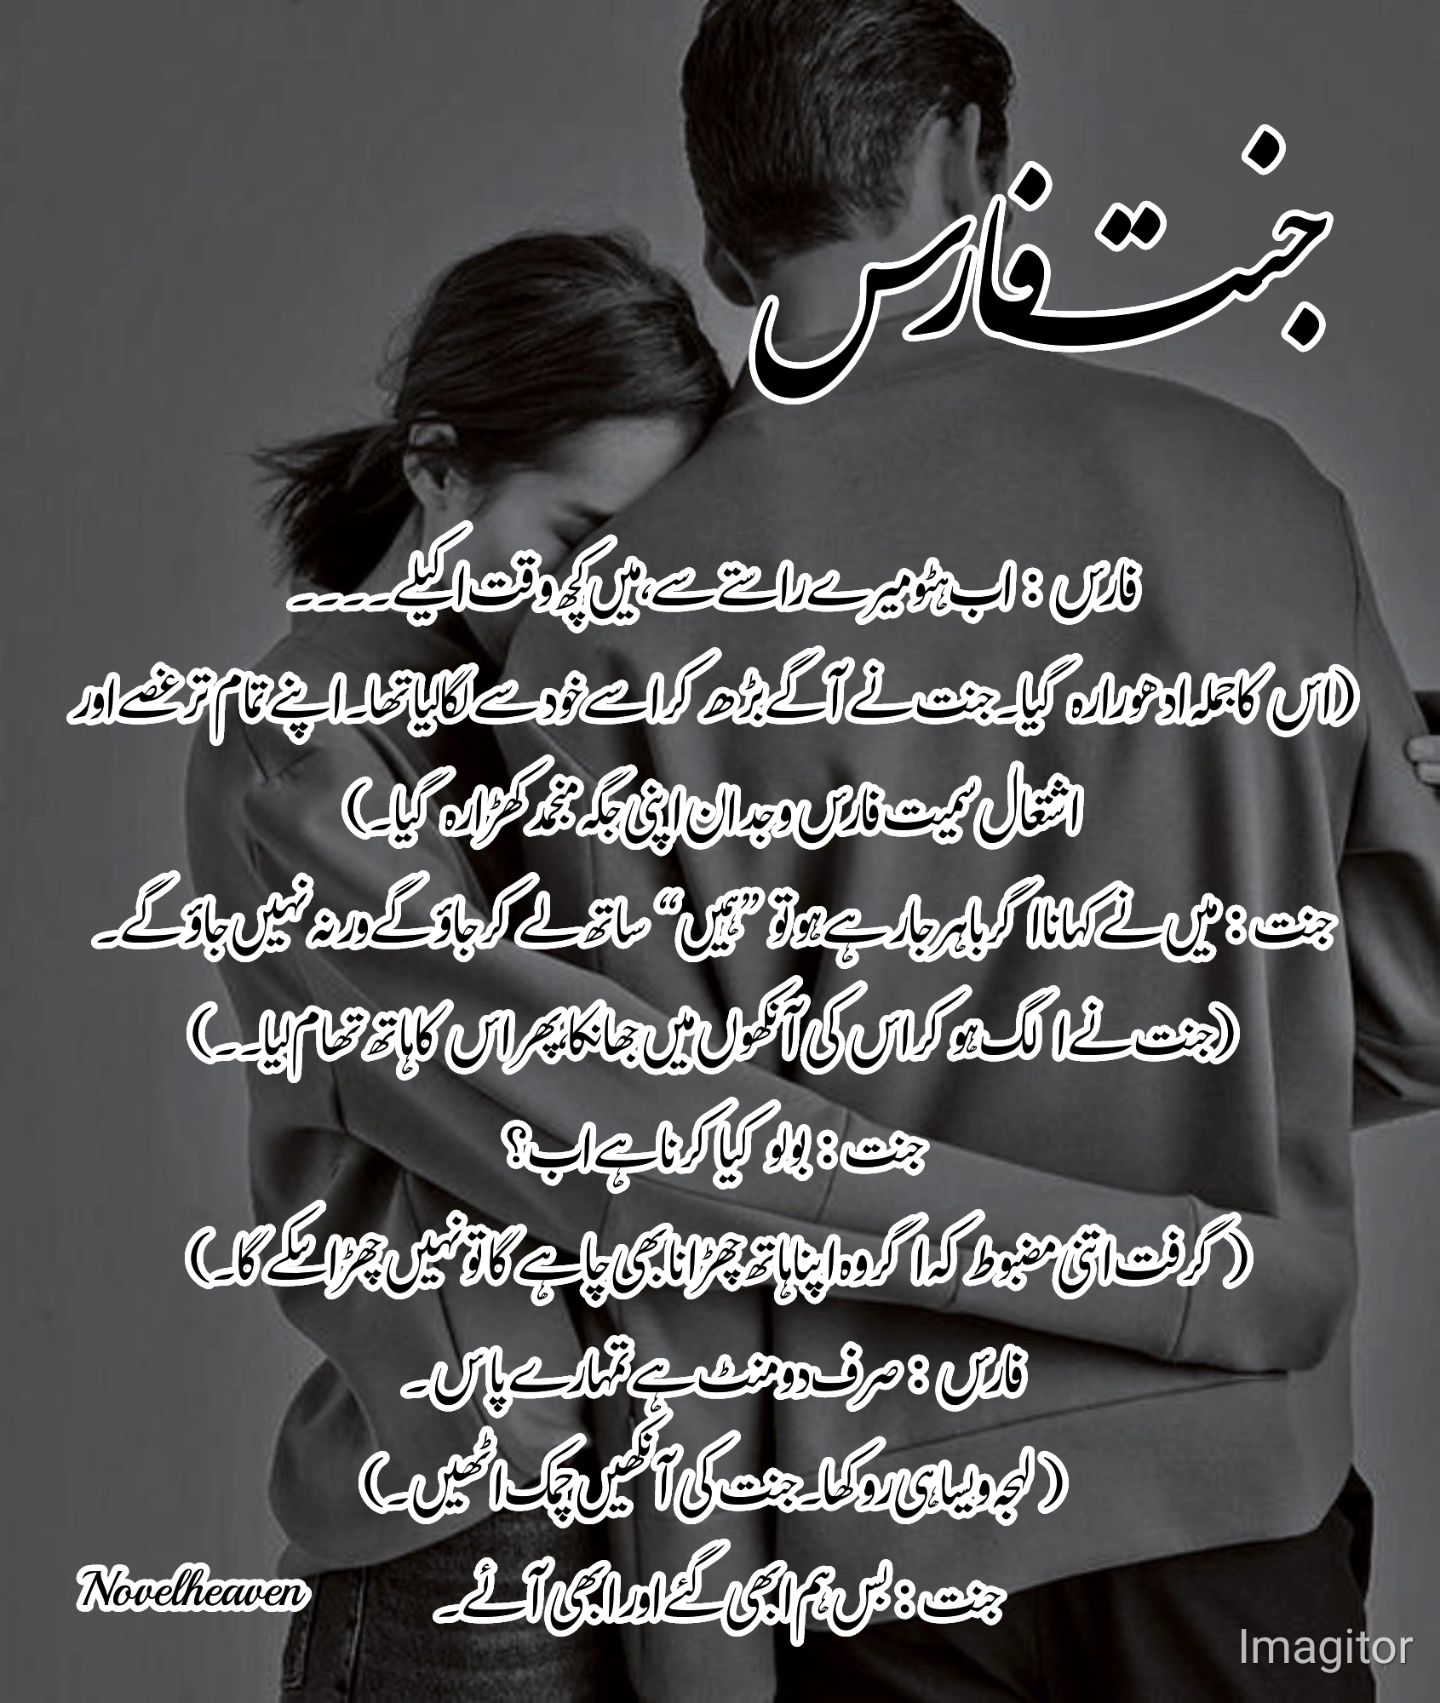 جنت فارس
فارس : اب ہٹو میرے راستے سے، میں کچھ وقت اکیلے۔۔۔۔
(اس کا جملہ ادھورا رہ گیا۔ جنت نے آگے بڑھ کر اسے خود سے لگا لیا تھا۔ اپنے تمام تر غصے اور
اشتعال سمیت فارس وجدان اپنی جگہ منجمد کھڑا رہ گیا۔)
جنت : میں نے کہا نا اگر باہر جا رہے ہو تو ”ہمیں“ ساتھ لے کر جاؤ گے ورنہ نہیں جاؤ گے۔
(جنت نے الگ ہو کر اس کی آنکھوں میں جھانکا، پھر اس کا ہاتھ تھام لیا۔۔)
جنت : بولو کیا کرنا ہے اب؟
( گرفت اتنی مضبوط کہ اگر وہ اپنا ہاتھ چھڑانا بھی چاہے گا تو نہیں چھڑا سکے گا۔)
فارس : صرف دو منٹ ہے تمہارے پاس۔
( لہجہ ویسا ہی روکھا۔ جنت کی آنکھیں چمک اٹھیں۔)
جنت : بس ہم ابھی گئے اور ابھی آئے۔
Novelheaven
Imagitor